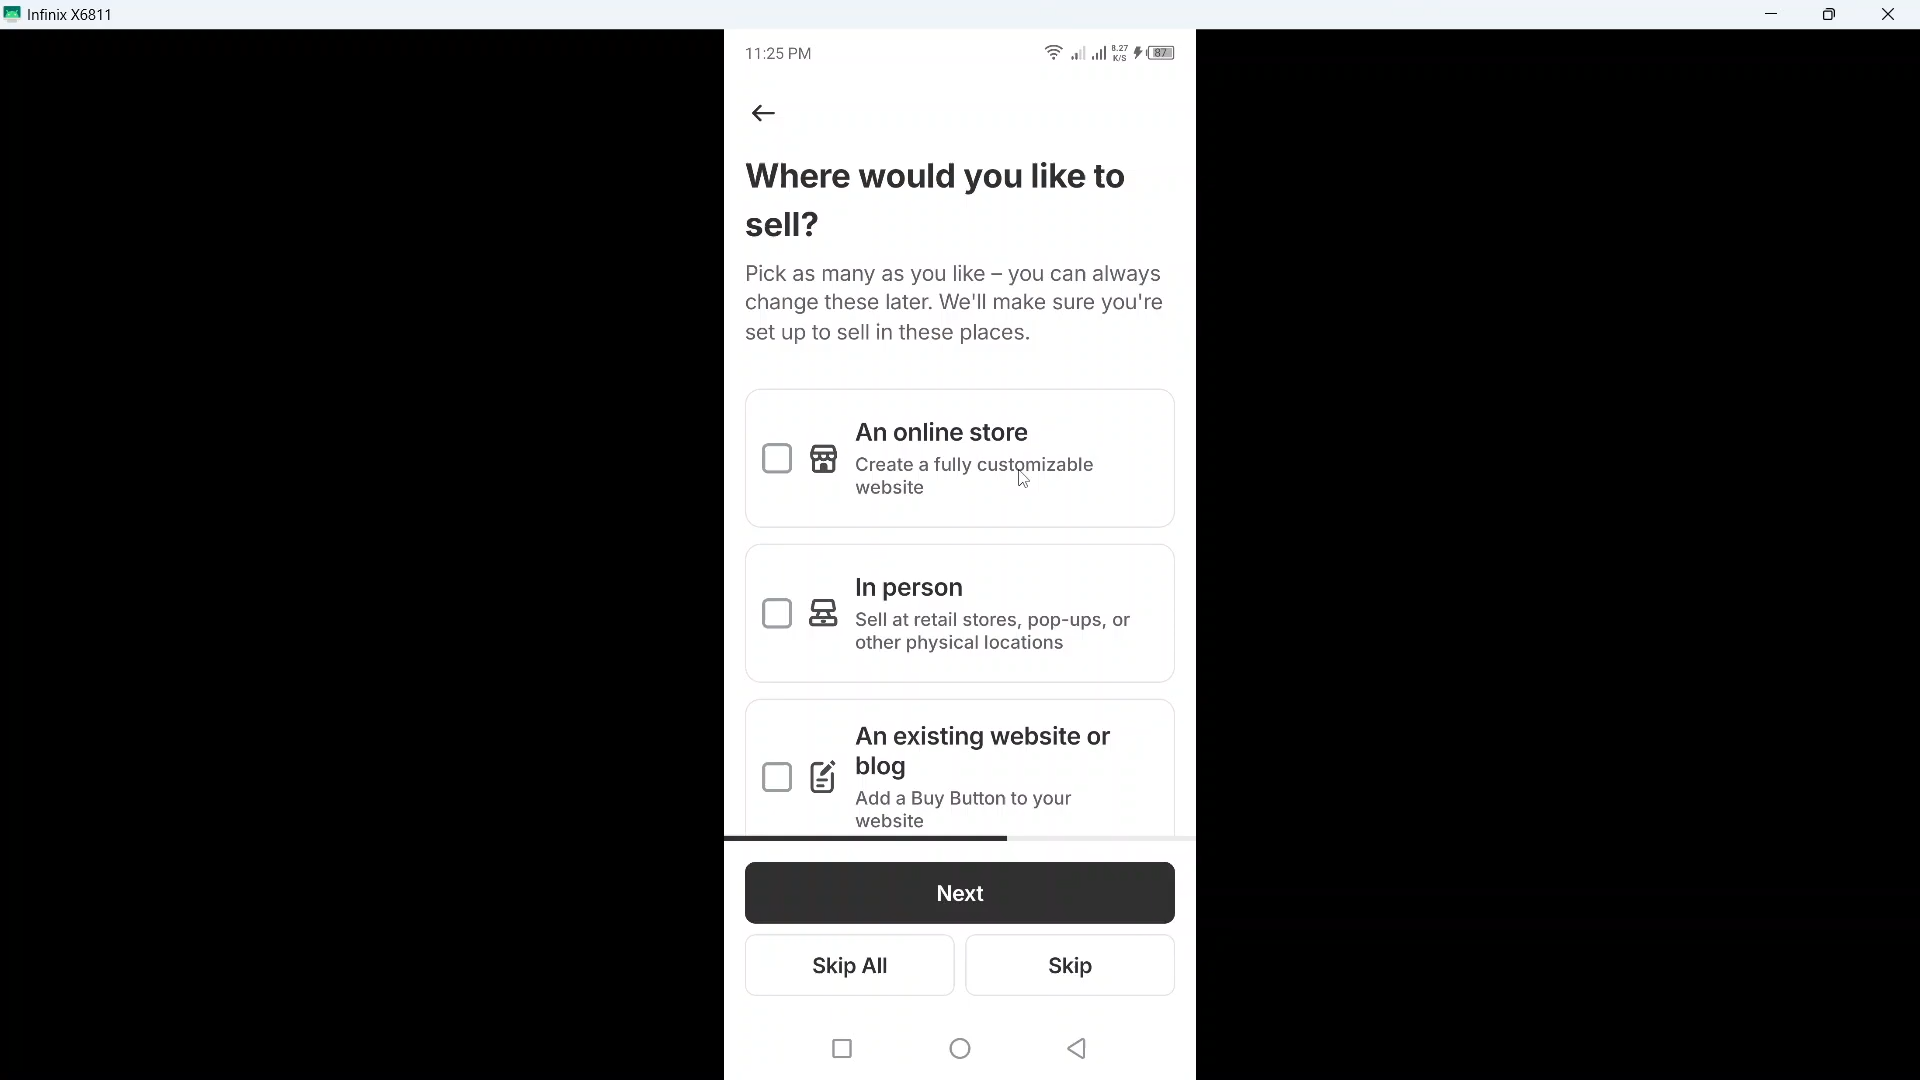 Infinix X6811
11:25 PM
8.27
K/S
87
Where would you like to
sell?
Pick as many as you like – you can always
change these later. We'll make sure you're
set up to sell in these places.
An online store
Create a fully customizable
website
In person
Sell at retail stores, pop-ups, or
other physical locations
An existing website or
blog
Add a Buy Button to your
website
Next
Skip All
Skip